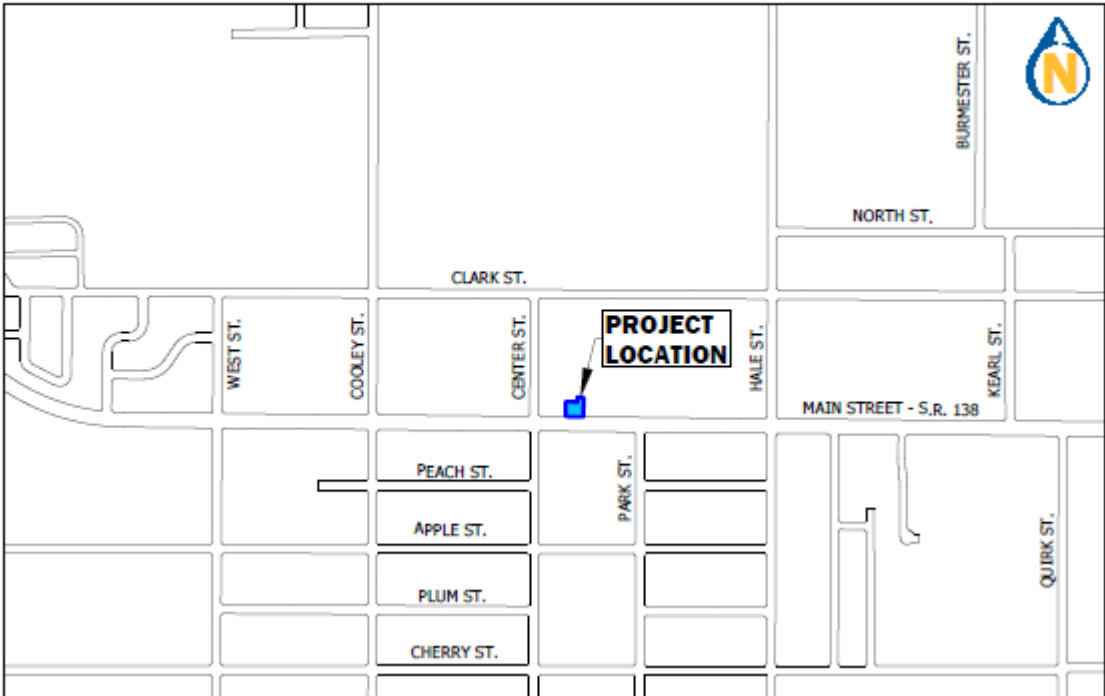 BURMESTER ST.
N
NORTH ST.
CLARK ST.
WEST ST.
COOLEY ST.
CENTER ST.
PROJECT
LOCATION
HALE ST.
KEARL ST.
MAIN STREET - S.R. 138
PEACH ST.
PARK ST.
APPLE ST.
QUIRK ST.
PLUM ST.
CHERRY ST.